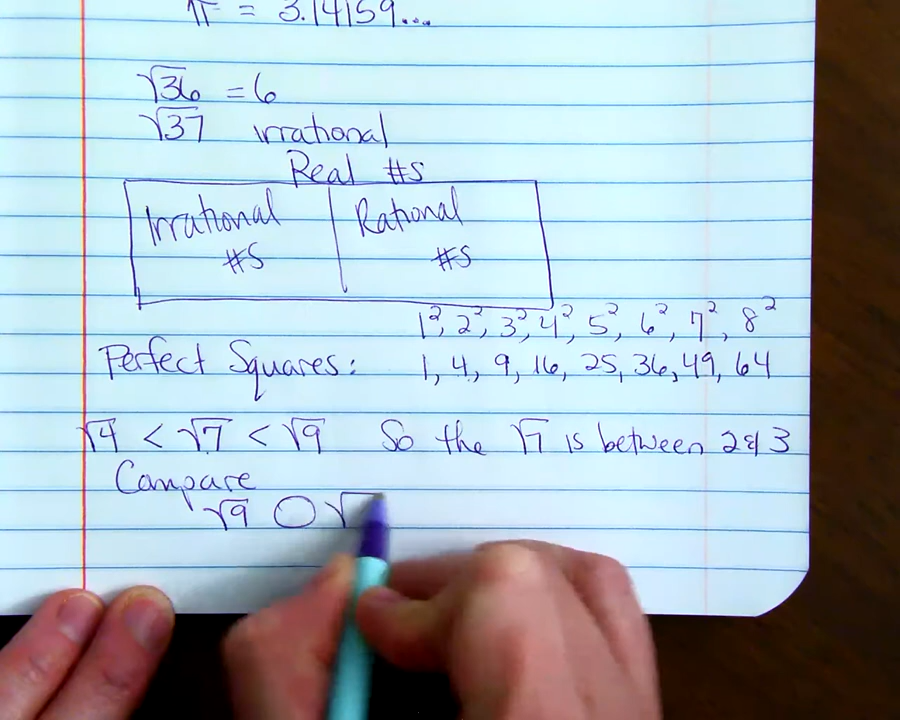 π = 3.14159...
√36 = 6
√37 irrational
Real #S
Irrational #S
Rational #S
1², 2², 3², 4², 5², 6², 7², 8²
Perfect Squares: 1, 4, 9, 16, 25, 36, 49, 64
√4 < √7 < √9 So the √7 is between 2 & 3
Compare
√9 ○ √